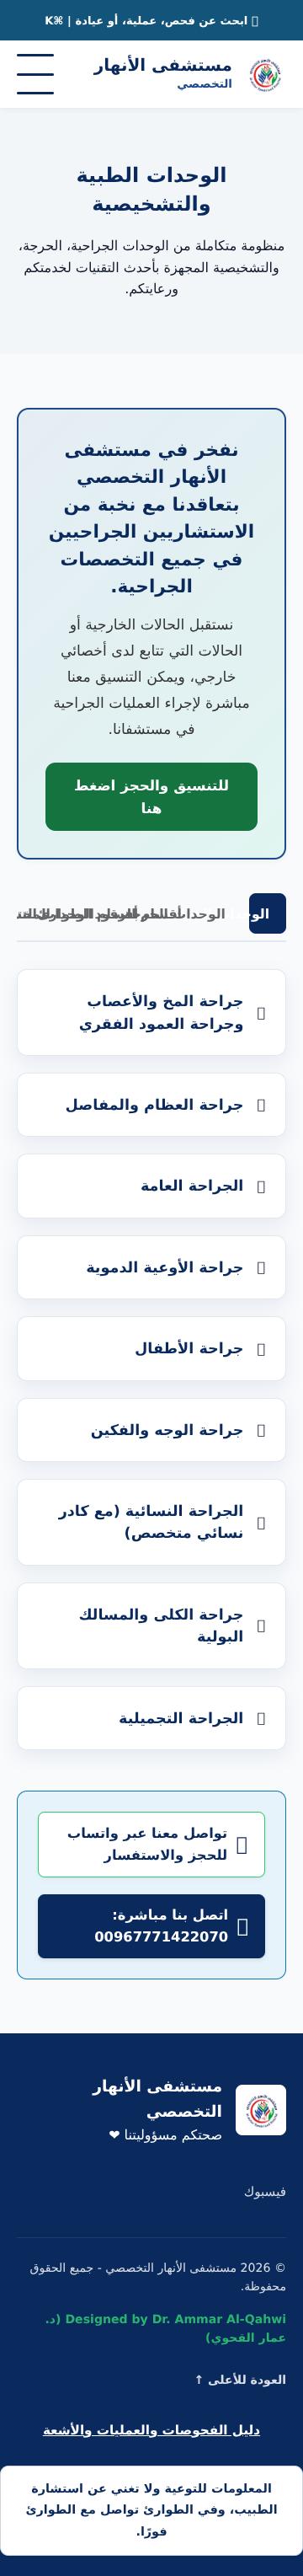 ابحث عن فحص، عملية، أو عيادة | ⌘K
مستشفى الأنهار
التخصصي
الوحدات الطبية
والتشخيصية
منظومة متكاملة من الوحدات الجراحية، الحرجة،
والتشخيصية المجهزة بأحدث التقنيات لخدمتكم
ورعايتكم.
نفخر في مستشفى
الأنهار التخصصي
بتعاقدنا مع نخبة من
الاستشاريين الجراحيين
في جميع التخصصات
الجراحية.
نستقبل الحالات الخارجية أو
الحالات التي تتابع لدى أخصائي
خارجي، ويمكن التنسيق معنا
مباشرة لإجراء العمليات الجراحية
في مستشفانا.
للتنسيق والحجز اضغط
هنا
الوحدات
جراحة المخ والأعصاب
وجراحة العمود الفقري
جراحة العظام والمفاصل
الجراحة العامة
جراحة الأوعية الدموية
جراحة الأطفال
جراحة الوجه والفكين
الجراحة النسائية (مع كادر
نسائي متخصص)
جراحة الكلى والمسالك
البولية
الجراحة التجميلية
تواصل معنا عبر واتساب
للحجز والاستفسار
اتصل بنا مباشرة:
00967771422070
مستشفى الأنهار
التخصصي
صحتكم مسؤوليتنا ❤
فيسبوك
© 2026 مستشفى الأنهار التخصصي - جميع الحقوق
محفوظة.
Designed by Dr. Ammar Al-Qahwi (د.
عمار القحوي)
العودة للأعلى ↑
دليل الفحوصات والعمليات والأشعة
المعلومات للتوعية ولا تغني عن استشارة
الطبيب، وفي الطوارئ تواصل مع الطوارئ
فورًا.